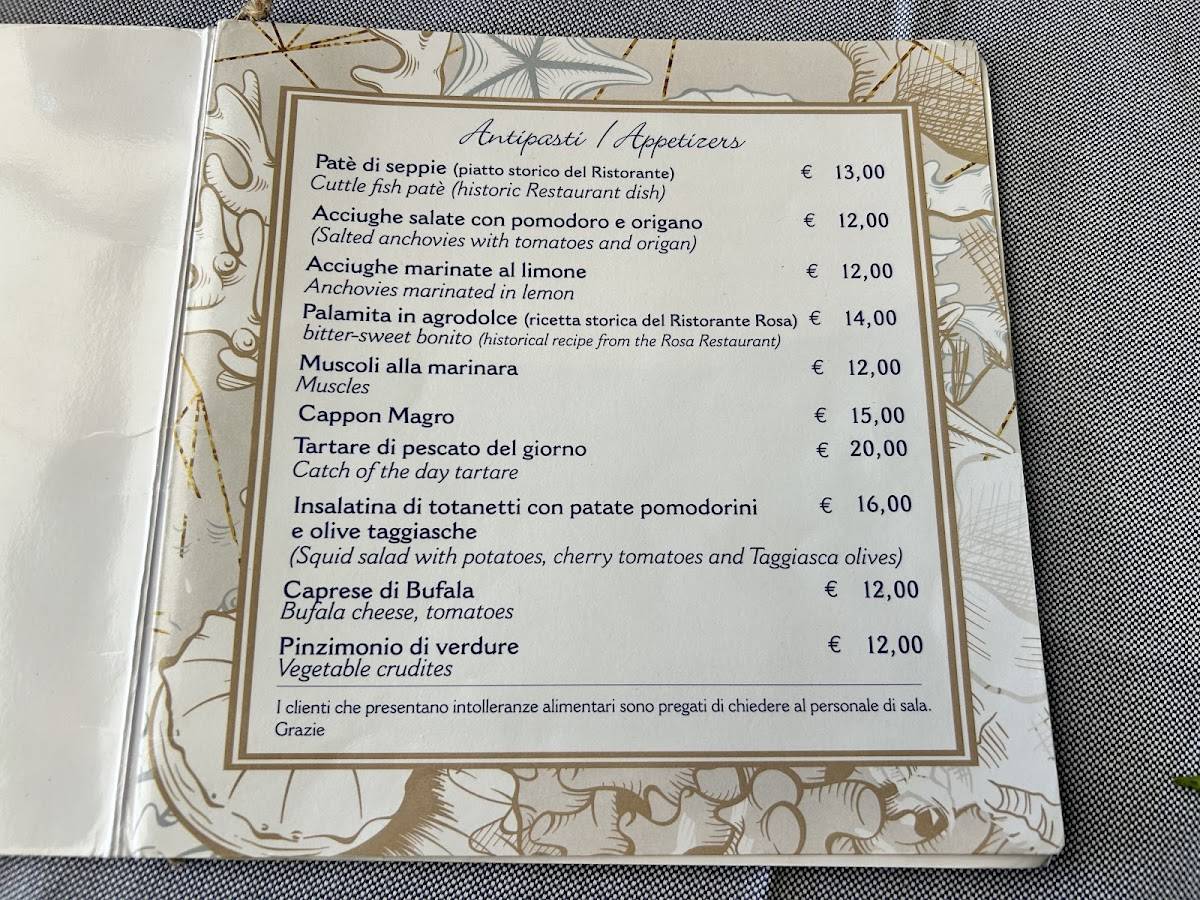 Antipasti / Appetizers
Patè di seppie (piatto storico del Ristorante) € 13,00
Cuttle fish patè (historic Restaurant dish)
Acciughe salate con pomodoro e origano € 12,00
(Salted anchovies with tomatoes and origan)
Acciughe marinate al limone € 12,00
Anchovies marinated in lemon
Palamita in agrodolce (ricetta storica del Ristorante Rosa) € 14,00
bitter-sweet bonito (historical recipe from the Rosa Restaurant)
Muscoli alla marinara € 12,00
Muscles
Cappon Magro € 15,00
Tartare di pescato del giorno € 20,00
Catch of the day tartare
Insalatina di totanetti con patate pomodorini € 16,00
e olive taggiasche
(Squid salad with potatoes, cherry tomatoes and Taggiasca olives)
Caprese di Bufala € 12,00
Bufala cheese, tomatoes
Pinzimonio di verdure € 12,00
Vegetable crudites
I clienti che presentano intolleranze alimentari sono pregati di chiedere al personale di sala.
Grazie